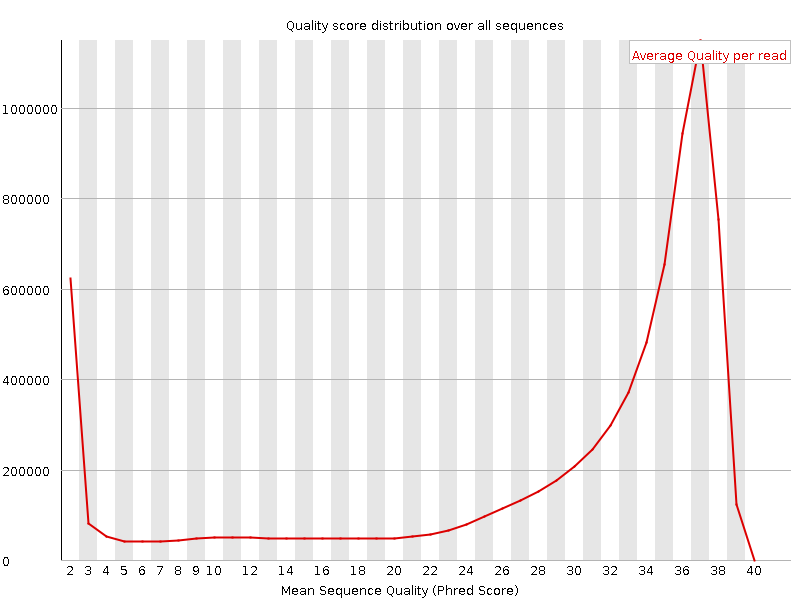 Quality score distribution over all sequences
Average Quality per read
1000000
800000
600000
400000
200000
0
2 3 4 5 6 7 8 9 10 12 14 16 18 20 22 24 26 28 30 32 34 36 38 40
Mean Sequence Quality (Phred Score)